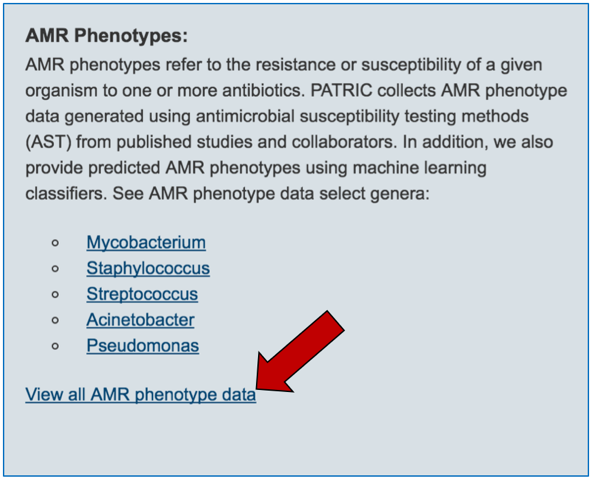 AMR Phenotypes:
AMR phenotypes refer to the resistance or susceptibility of a given
organism to one or more antibiotics. PATRIC collects AMR phenotype
data generated using antimicrobial susceptibility testing methods
(AST) from published studies and collaborators. In addition, we also
provide predicted AMR phenotypes using machine learning
classifiers. See AMR phenotype data select genera:
Mycobacterium
Staphylococcus
Streptococcus
Acinetobacter
Pseudomonas
View all AMR phenotype data